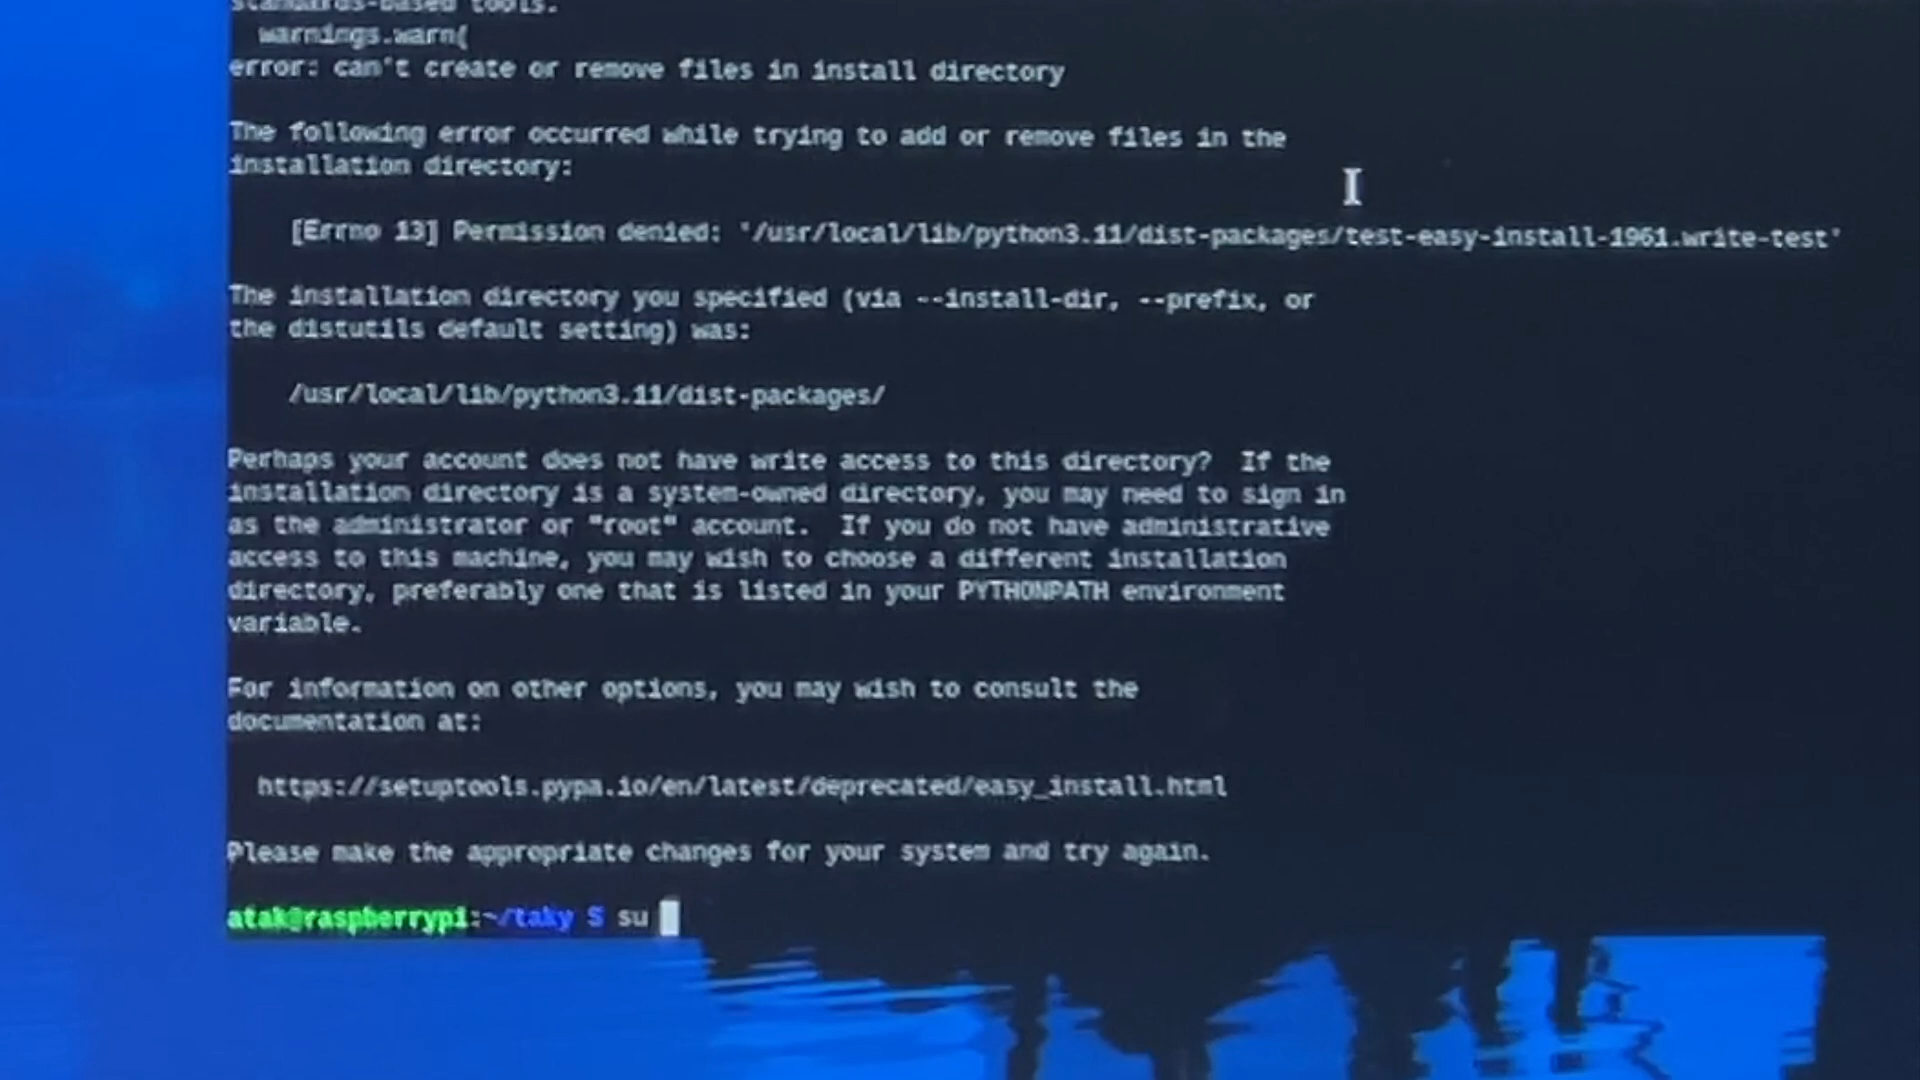 standards-based tools.
warnings.warn(
error: can't create or remove files in install directory
The following error occurred while trying to add or remove files in the
installation directory:
[Errno 13] Permission denied: '/usr/local/lib/python3.11/dist-packages/test-easy-install-1961.write-test'
The installation directory you specified (via --install-dir, --prefix, or
the distutils default setting) was:
/usr/local/lib/python3.11/dist-packages/
Perhaps your account does not have write access to this directory?  If the
installation directory is a system-owned directory, you may need to sign in
as the administrator or "root" account.  If you do not have administrative
access to this machine, you may wish to choose a different installation
directory, preferably one that is listed in your PYTHONPATH environment
variable.
For information on other options, you may wish to consult the
documentation at:
https://setuptools.pypa.io/en/latest/deprecated/easy_install.html
Please make the appropriate changes for your system and try again.
atak@raspberrypi:~/taky $ su